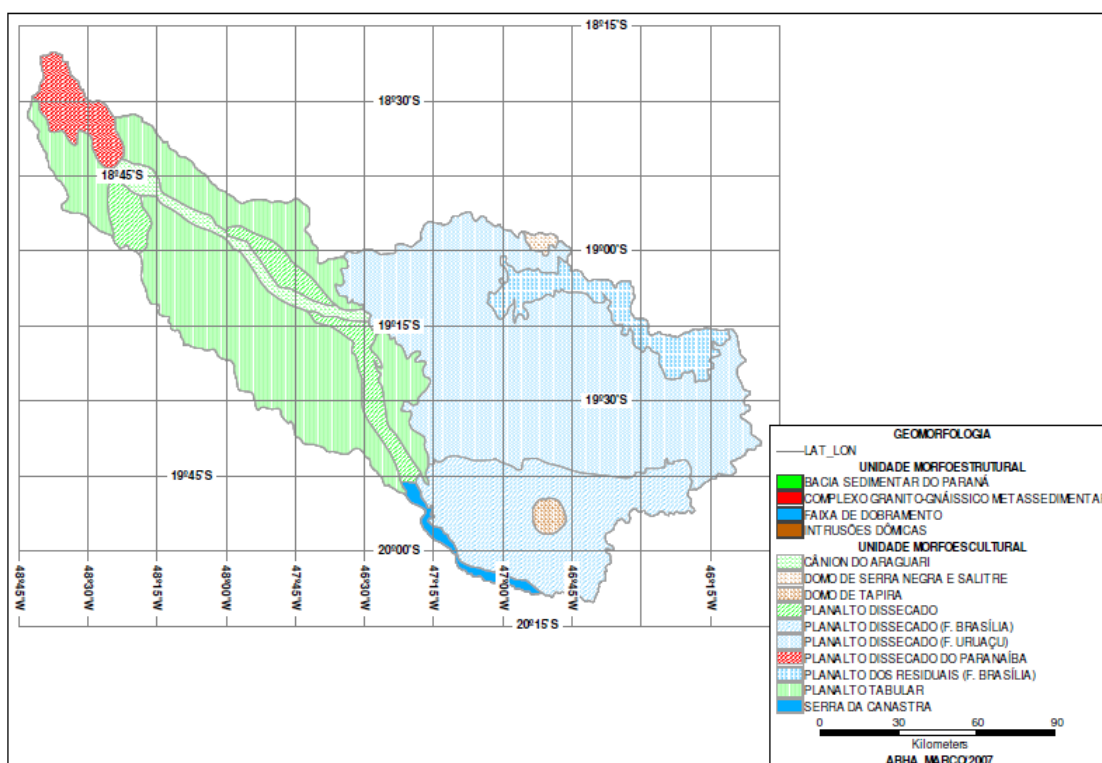 18º15'S
18º30'S
18º45'S
19º00'S
19º15'S
19º30'S
19º45'S
20º00'S
20º15'S
48º45'W
48º30'W
48º15'W
48º00'W
47º45'W
46º30'W
47º15'W
47º00'W
46º45'W
46º15'W
GEOMORFOLOGIA
LAT_LON
UNIDADE MORFOESTRUTURAL
BACIA SEDIMENTAR DO PARANÁ
COMPLEXO GRANITO-GNÁISSICO METASSEDIMENTAR
FAIXA DE DOBRAMENTO
INTRUSÕES DÔMICAS
UNIDADE MORFOESCULTURAL
CÂNION DO ARAGUARI
DOMO DE SERRA NEGRA E SALITRE
DOMO DE TAPIRA
PLANALTO DISSECADO
PLANALTO DISSECADO (F. BRASÍLIA)
PLANALTO DISSECADO (F. URUAÇU)
PLANALTO DISSECADO DO PARANAÍBA
PLANALTO DOS RESIDUAIS (F. BRASÍLIA)
PLANALTO TABULAR
SERRA DA CANASTRA
0 30 60 90
Kilometers
ABHA, MARÇO/2007